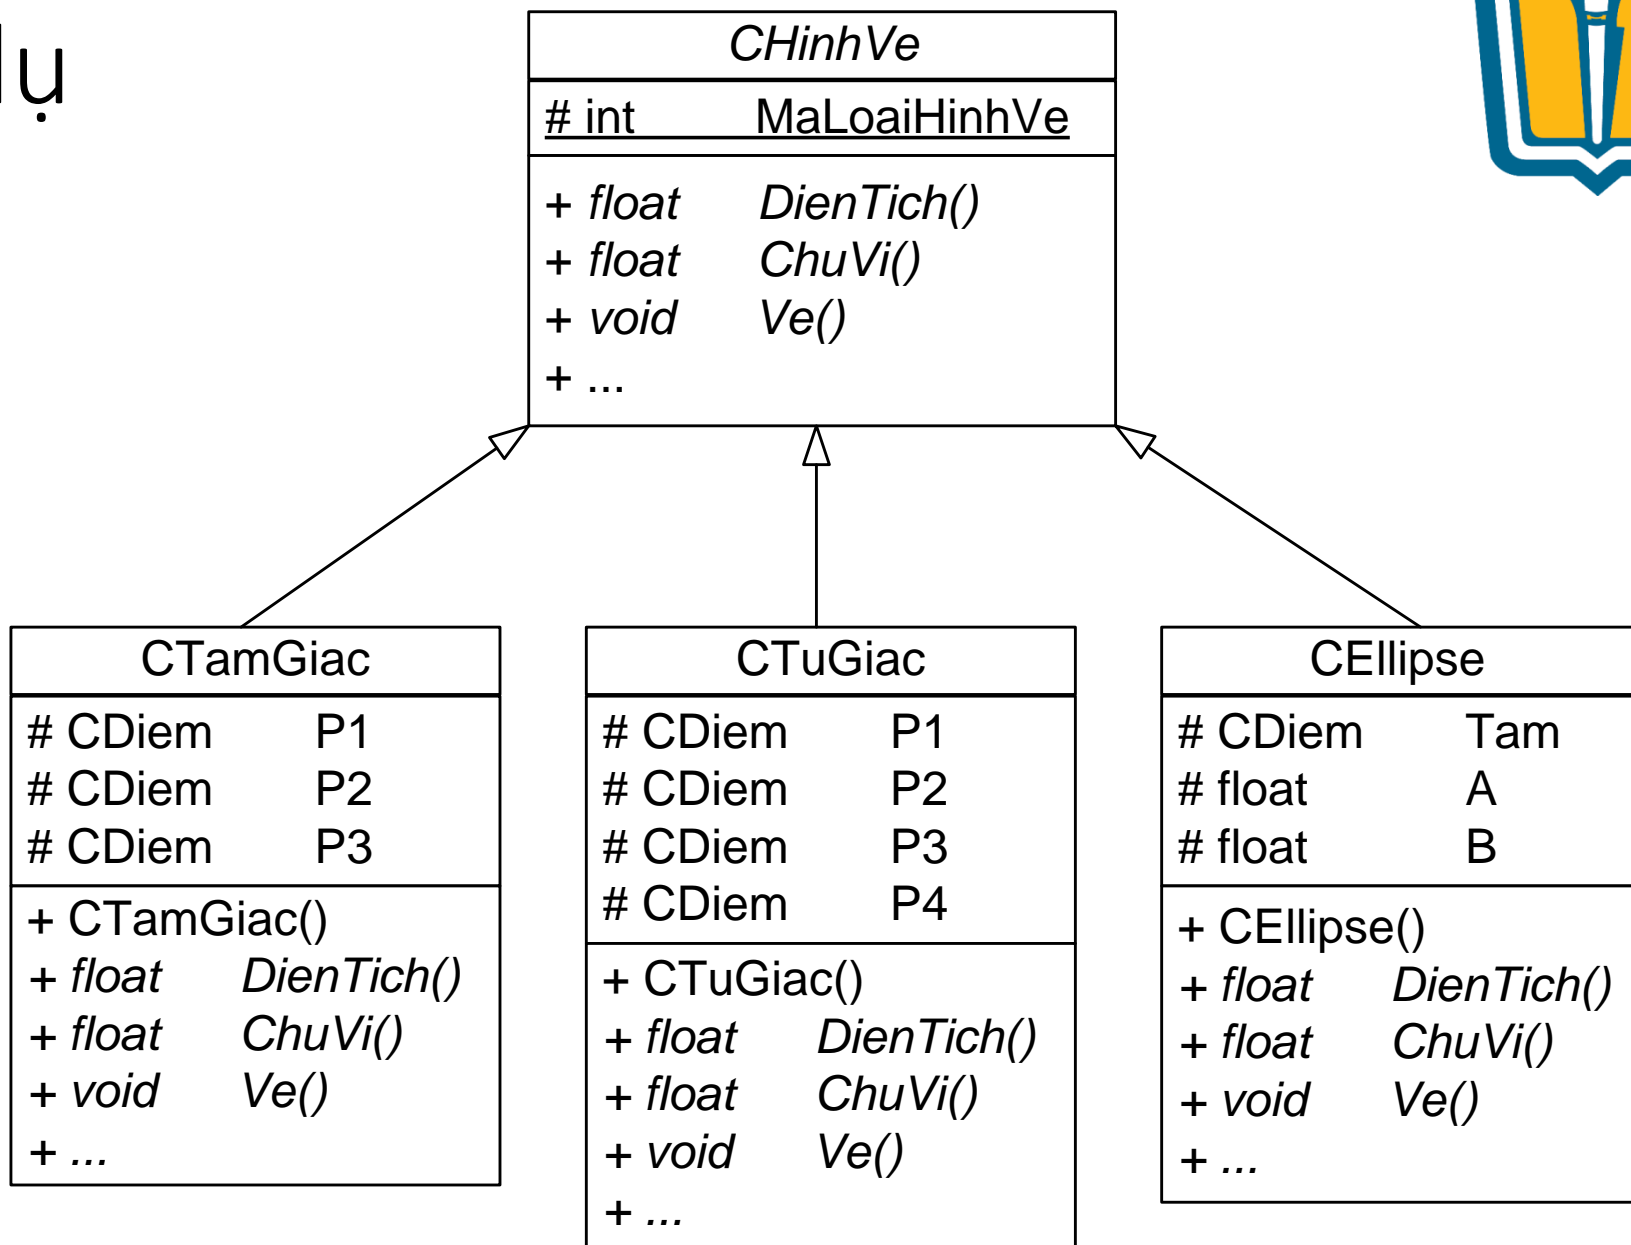 dụ
CHinhVe
# int MaLoaiHinhVe
+ float DienTich()
+ float ChuVi()
+ void Ve()
+ ...
CTamGiac
# CDiem P1
# CDiem P2
# CDiem P3
+ CTamGiac()
+ float DienTich()
+ float ChuVi()
+ void Ve()
+ ...
CTuGiac
# CDiem P1
# CDiem P2
# CDiem P3
# CDiem P4
+ CTuGiac()
+ float DienTich()
+ float ChuVi()
+ void Ve()
+ ...
CEllipse
# CDiem Tam
# float A
# float B
+ CEllipse()
+ float DienTich()
+ float ChuVi()
+ void Ve()
+ ...